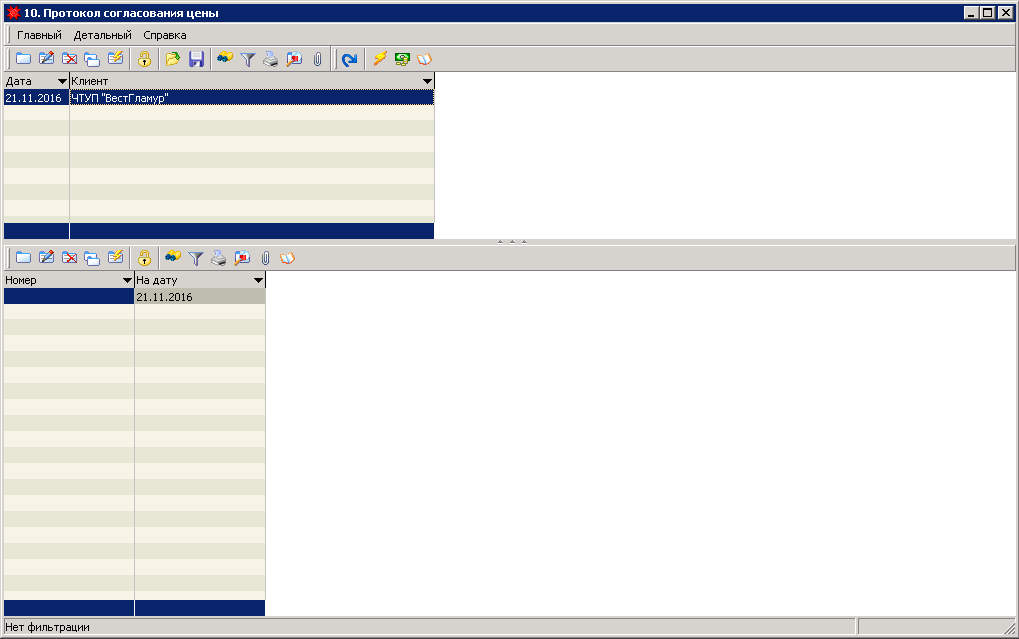 10. Протокол согласования цены
Главный Детальный Справка
Дата Клиент
21.11.2016 ЧТУП "ВестГламур"
Номер На дату
21.11.2016
Нет фильтрации